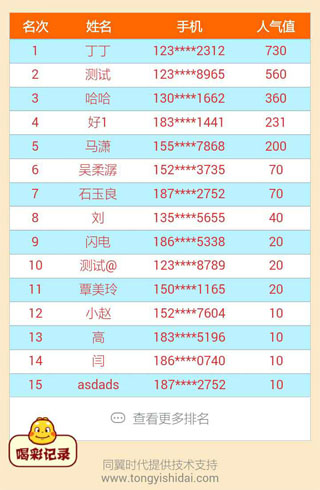 名次 姓名 手机 人气值
1 丁丁 123****2312 730
2 测试 123****8965 560
3 哈哈 130****1662 360
4 好1 183****1441 231
5 马潇 155****7868 200
6 吴柔潺 152****3735 70
7 石玉良 187****2752 70
8 刘 135****5655 40
9 闪电 186****5338 20
10 测试@ 123****8789 20
11 覃美玲 150****1165 20
12 小赵 152****7604 10
13 高 183****5196 10
14 闫 186****0740 10
15 asdads 187****2752 10
查看更多排名
喝彩记录
同翼时代提供技术支持
www.tongyishidai.com